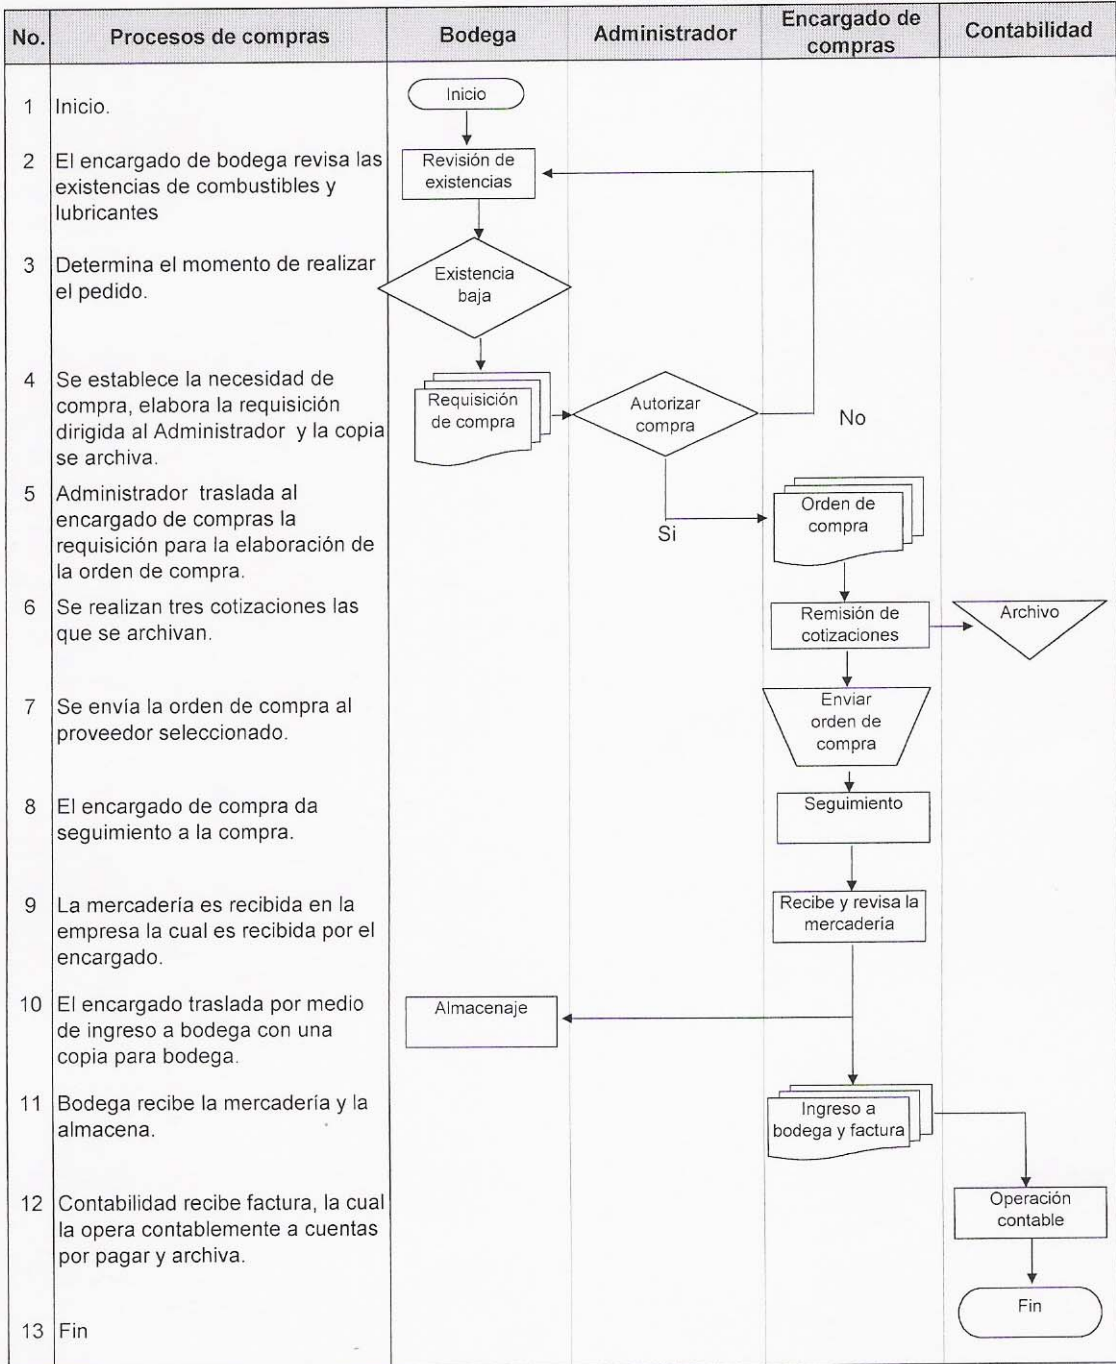 No.
Procesos de compras
Bodega
Administrador
Encargado de
compras
Contabilidad
1
Inicio.
Inicio
2
El encargado de bodega revisa las
existencias de combustibles y
lubricantes
Revisión de
existencias
3
Determina el momento de realizar
el pedido.
Existencia
baja
4
Se establece la necesidad de
compra, elabora la requisición
dirigida al Administrador y la copia
se archiva.
Requisición
de compra
Autorizar
compra
No
5
Administrador traslada al
encargado de compras la
requisición para la elaboración de
la orden de compra.
Si
Orden de
compra
6
Se realizan tres cotizaciones las
que se archivan.
Remisión de
cotizaciones
Archivo
7
Se envía la orden de compra al
proveedor seleccionado.
Enviar
orden de
compra
8
El encargado de compra da
seguimiento a la compra.
Seguimiento
9
La mercadería es recibida en la
empresa la cual es recibida por el
encargado.
Recibe y revisa la
mercadería
10
El encargado traslada por medio
de ingreso a bodega con una
copia para bodega.
Almacenaje
11
Bodega recibe la mercadería y la
almacena.
Ingreso a
bodega y factura
12
Contabilidad recibe factura, la cual
la opera contablemente a cuentas
por pagar y archiva.
Operación
contable
Fin
13
Fin